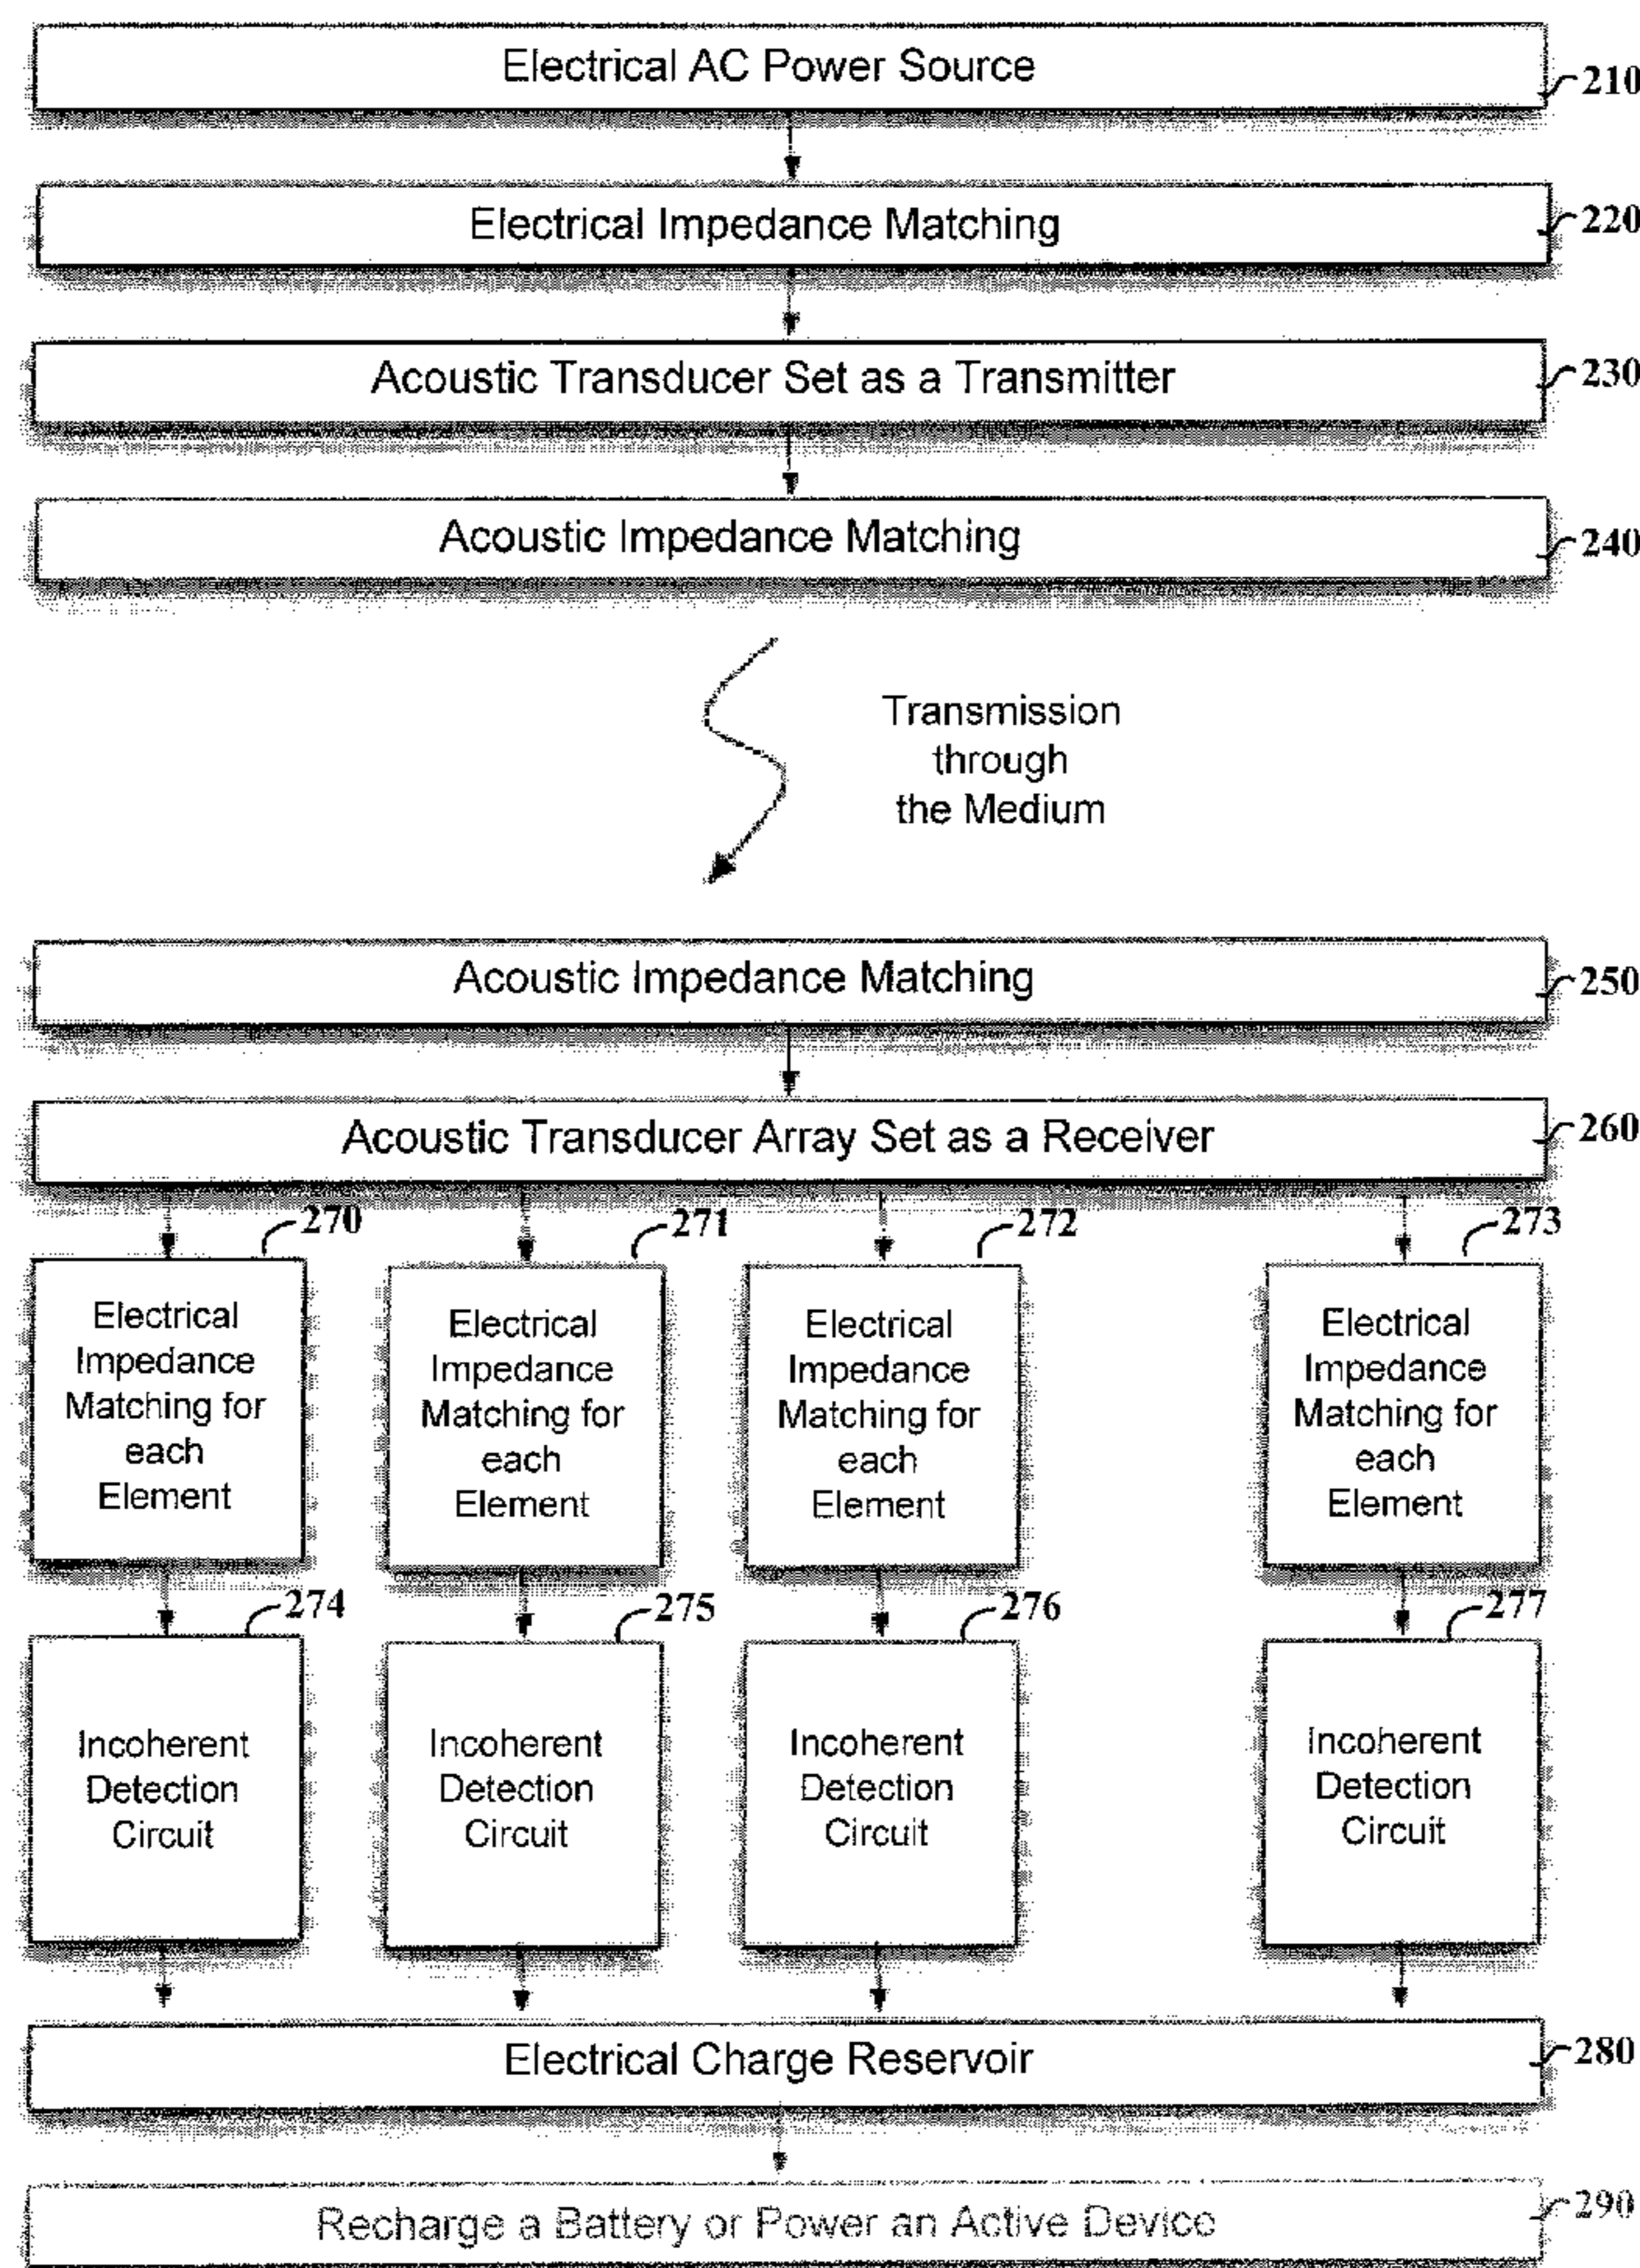 Electrical AC Power Source
210
Electrical Impedance Matching
220
Acoustic Transducer Set as a Transmitter
230
Acoustic Impedance Matching
240
Transmission
through
the Medium
Acoustic Impedance Matching
250
Acoustic Transducer Array Set as a Receiver
260
270
Electrical
Impedance
Matching for
each
Element
271
Electrical
Impedance
Matching for
each
Element
272
Electrical
Impedance
Matching for
each
Element
273
Electrical
Impedance
Matching for
each
Element
274
Incoherent
Detection
Circuit
275
Incoherent
Detection
Circuit
276
Incoherent
Detection
Circuit
277
Incoherent
Detection
Circuit
Electrical Charge Reservoir
280
Recharge a Battery or Power an Active Device
290